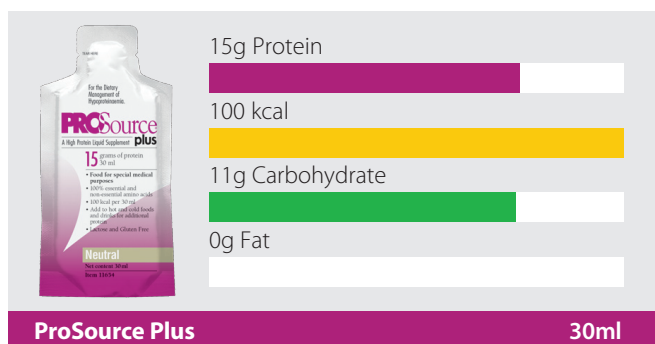 For the Dietary
Management of
Hypoproteinaemia.
PROSource
plus
A High Protein Liquid Supplement
15 grams of protein
30 ml
• Food for special medical
purposes
• 100% essential and
non-essential amino acids
• 100 kcal per 30 ml
• Add to hot and cold foods
and drinks for additional
protein
• Lactose and Gluten Free
Neutral
Net content 30 ml
Item 11654
15g Protein
100 kcal
11g Carbohydrate
0g Fat
ProSource Plus
30ml